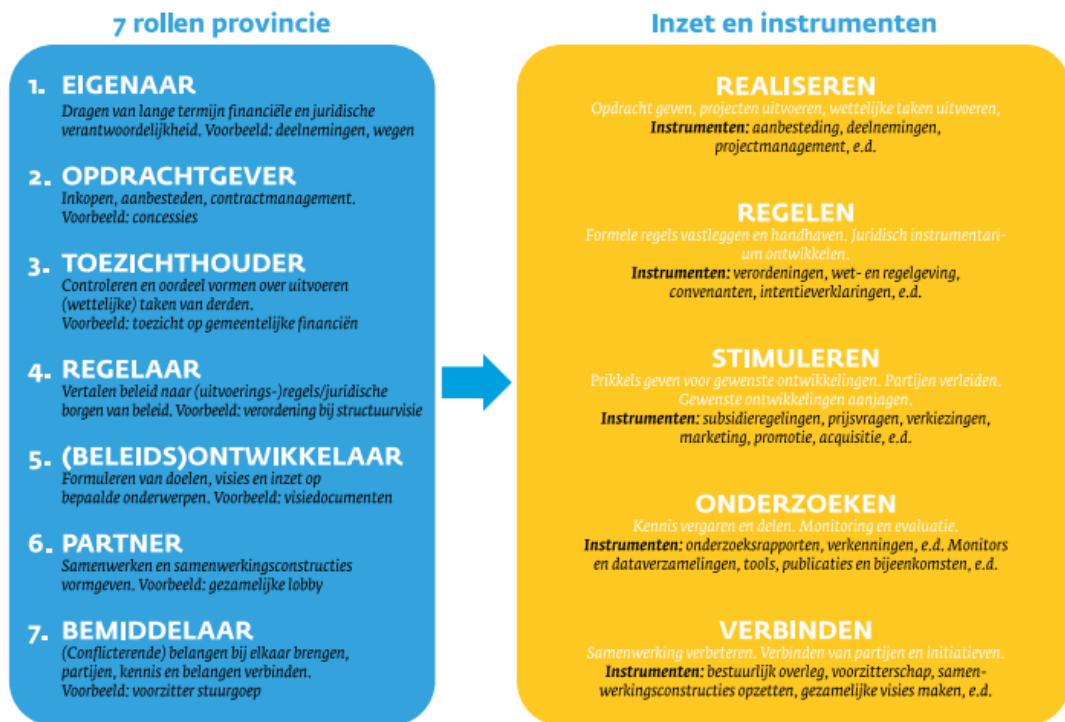 7 rollen provincie
1. EIGENAAR
Dragen van lange termijn financiële en juridische
verantwoordelijkheid. Voorbeeld: deelnemingen, wegen
2. OPDRACHTGEVER
Inkopen, aanbesteden, contractmanagement.
Voorbeeld: concessies
3. TOEZICHTHOUDER
Controleren en oordeel vormen over uitvoeren
(wettelijke) taken van derden.
Voorbeeld: toezicht op gemeentelijke financiën
4. REGELAAR
Vertalen beleid naar (uitvoerings-)regels/juridische
borgen van beleid. Voorbeeld: verordening bij structuurvisie
5. (BELEIDS)ONTWIKKELAAR
Formuleren van doelen, visies en inzet op
bepaalde onderwerpen. Voorbeeld: visiedocumenten
6. PARTNER
Samenwerken en samenwerkingsconstructies
vormgeven. Voorbeeld: gezamelijke lobby
7. BEMIDDELAAR
(Conflicterende) belangen bij elkaar brengen,
partijen, kennis en belangen verbinden.
Voorbeeld: voorzitter stuurgoep
Inzet en instrumenten
REALISEREN
Opdracht geven, projecten uitvoeren, wettelijke taken uitvoeren,
Instrumenten: aanbesteding, deelnemingen,
projectmanagement, e.d.
REGELEN
Formele regels vastleggen en handhaven. Juridisch instrumentari-
um ontwikkelen.
Instrumenten: verordeningen, wet- en regelgeving,
convenanten, intentieverklaringen, e.d.
STIMULEREN
Prikkels geven voor gewenste ontwikkelingen. Partijen verleiden.
Gewenste ontwikkelingen aanjagen.
Instrumenten: subsidieregelingen, prijsvragen, verkiezingen,
marketing, promotie, acquisitie, e.d.
ONDERZOEKEN
Kennis vergaren en delen. Monitoring en evaluatie.
Instrumenten: onderzoeksrapporten, verkenningen, e.d. Monitors
en dataverzamelingen, tools, publicaties en bijeenkomsten, e.d.
VERBINDEN
Samenwerking verbeteren. Verbinden van partijen en initiatieven.
Instrumenten: bestuurlijk overleg, voorzitterschap, samen-
werkingsconstructies opzetten, gezamelijke visies maken, e.d.